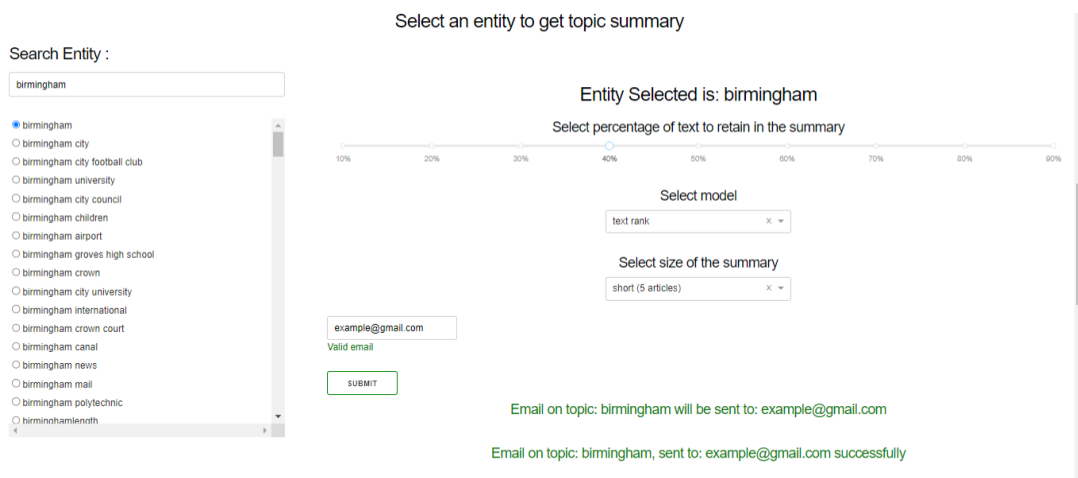 Select an entity to get topic summary
Search Entity :
birmingham
birmingham
birmingham city
birmingham city football club
birmingham university
birmingham city council
birmingham children
birmingham airport
birmingham groves high school
birmingham crown
birmingham city university
birmingham international
birmingham crown court
birmingham canal
birmingham news
birmingham mail
birmingham polytechnic
birminghamlength
Entity Selected is: birmingham
Select percentage of text to retain in the summary
10% 20% 30% 40% 50% 60% 70% 80% 90%
Select model
text rank x
Select size of the summary
short (5 articles) x
example@gmail.com
Valid email
SUBMIT
Email on topic: birmingham will be sent to: example@gmail.com
Email on topic: birmingham, sent to: example@gmail.com successfully